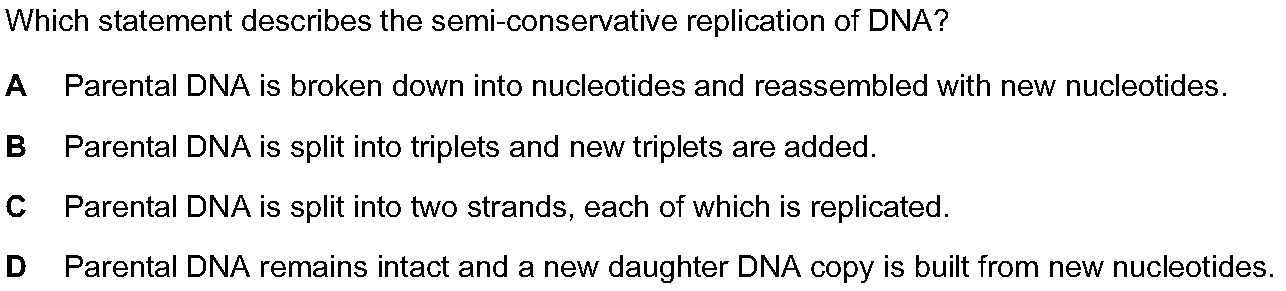 Which statement describes the semi-conservative replication of DNA?
A Parental DNA is broken down into nucleotides and reassembled with new nucleotides.
B Parental DNA is split into triplets and new triplets are added.
C Parental DNA is split into two strands, each of which is replicated.
D Parental DNA remains intact and a new daughter DNA copy is built from new nucleotides.